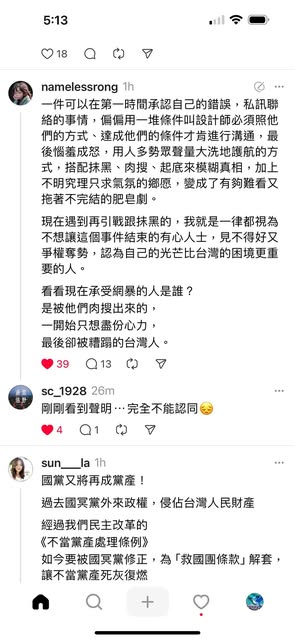 5:13
18
namelessrong 1h
一件可以在第一時間承認自己的錯誤，私訊聯
絡的事情，偏偏用一堆條件叫設計師必須照他
們的方式、達成他們的條件才肯進行溝通，最
後惱羞成怒，用人多勢眾聲量大洗地護航的方
式，搭配抹黑、肉搜、起底來模糊真相，加上
不明究理只求氣氛的鄉愿，變成了有夠難看又
拖著不完結的肥皂劇。
現在遇到再引戰跟抹黑的，我就是一律都視為
不想讓這個事件結束的有心人士，見不得好又
爭權奪勢，認為自己的光芒比台灣的困境更重
要的人。
看看現在承受網暴的人是誰？
是被他們肉搜出來的，
一開始只想盡份心力，
最後卻被糟蹋的台灣人。
39 13
sc_1928 26m
剛剛看到聲明⋯完全不能認同😔
4 1
sun___la 1h
國黨又將再成黨產！
過去國冥黨外來政權，侵佔台灣人民財產
經過我們民主改革的
《不當黨產處理條例》
如今要被國冥黨修正，為「救國團條款」解套，
讓不當黨產死灰復燃